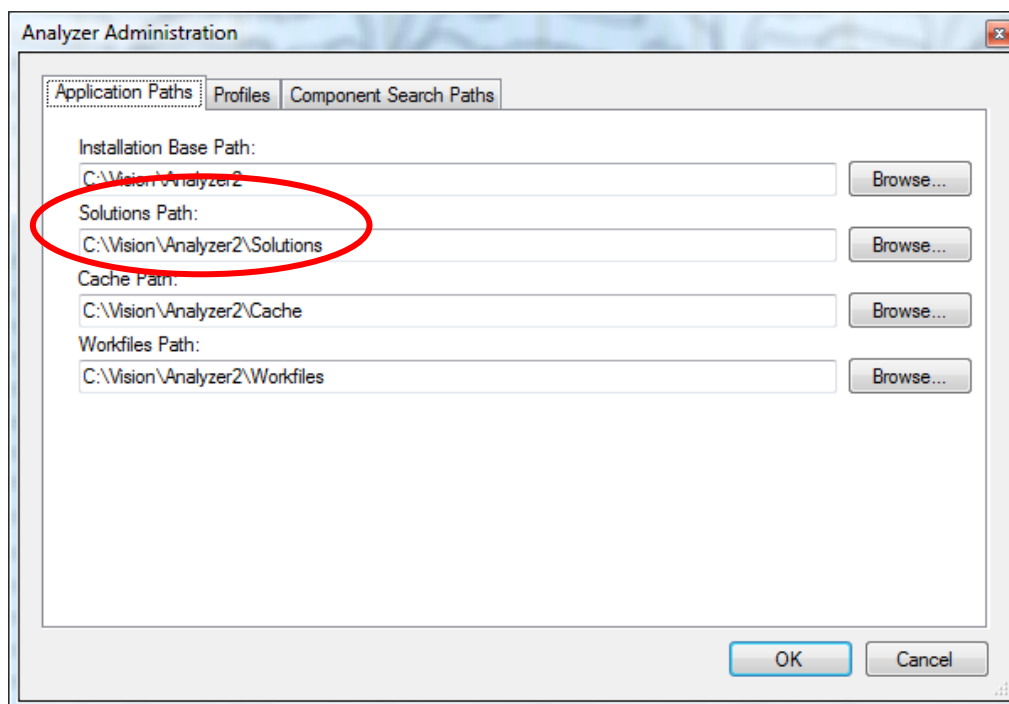 Analyzer Administration
Application Paths Profiles Component Search Paths
Installation Base Path:
C:\Vision\Analyzer2 Browse...
Solutions Path:
C:\Vision\Analyzer2\Solutions Browse...
Cache Path:
C:\Vision\Analyzer2\Cache Browse...
Workfiles Path:
C:\Vision\Analyzer2\Workfiles Browse...
OK Cancel